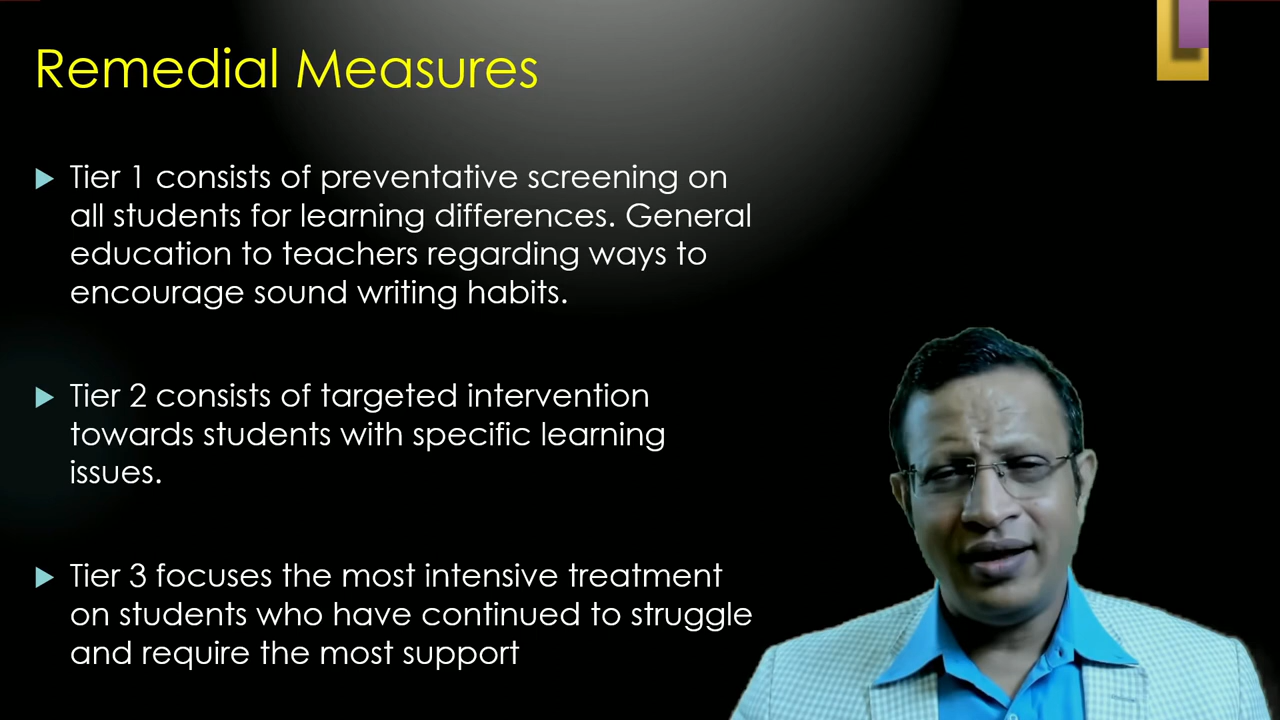 Remedial Measures
Tier 1 consists of preventative screening on
all students for learning differences. General
education to teachers regarding ways to
encourage sound writing habits.
Tier 2 consists of targeted intervention
towards students with specific learning
issues.
Tier 3 focuses the most intensive treatment
on students who have continued to struggle
and require the most support